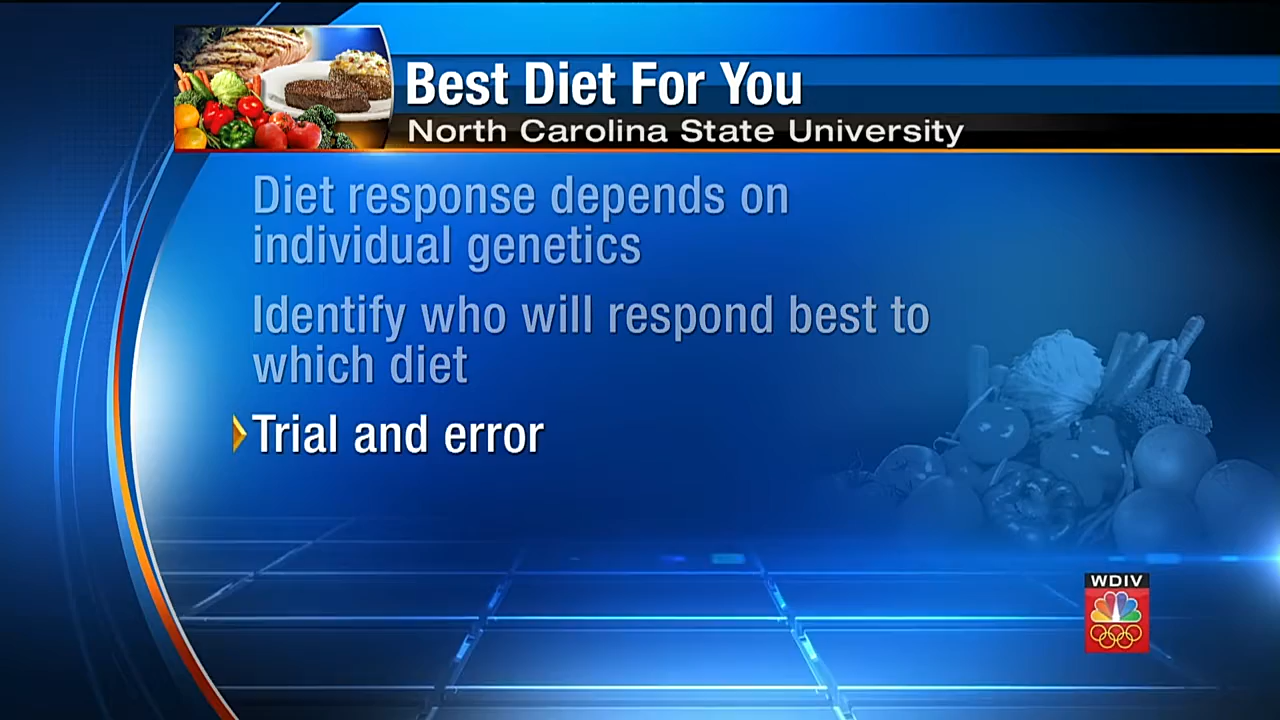 Best Diet For You
North Carolina State University
Diet response depends on
individual genetics
Identify who will respond best to
which diet
Trial and error
WDIV